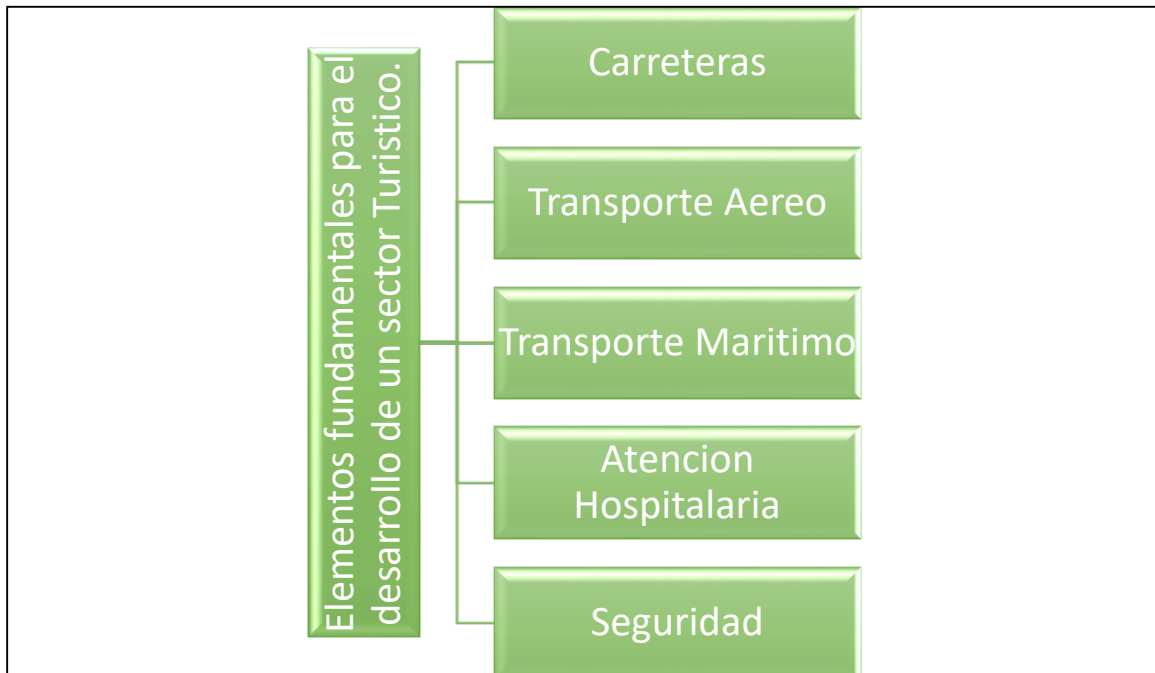 Elementos fundamentales para el
desarrollo de un sector Turistico.
Carreteras
Transporte Aereo
Transporte Maritimo
Atencion
Hospitalaria
Seguridad